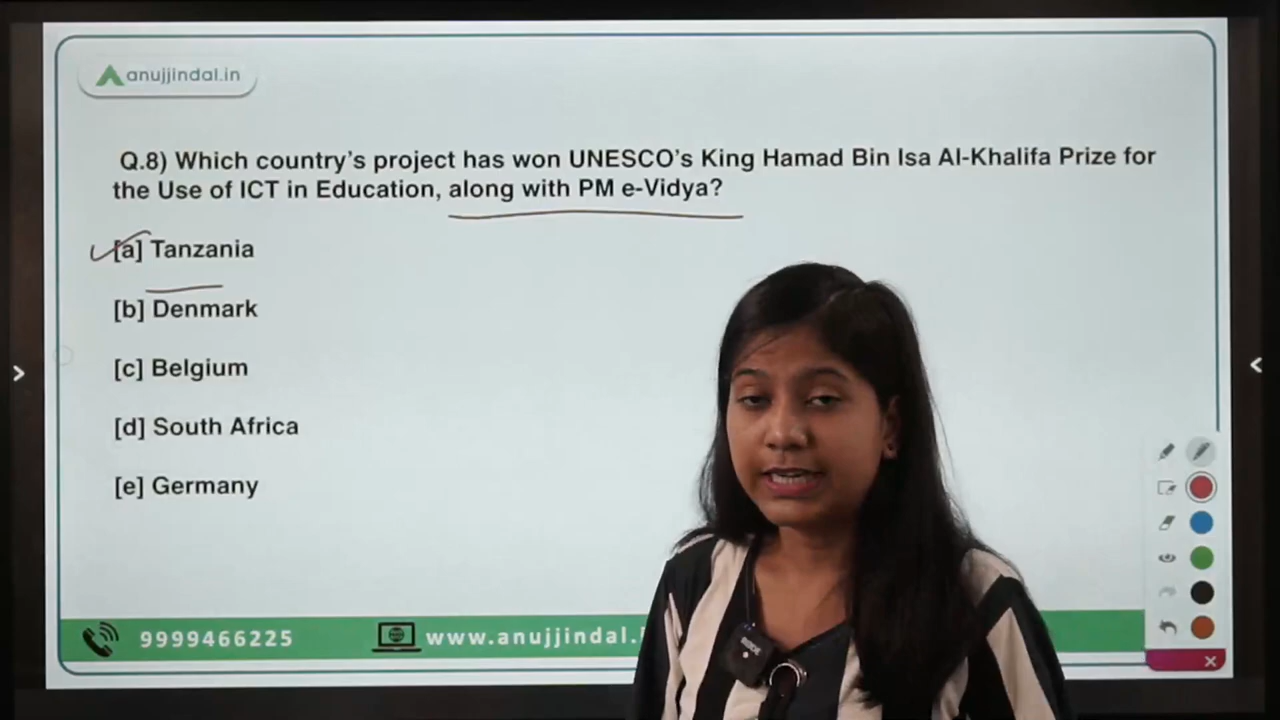 anujjindal.in
Q.8) Which country's project has won UNESCO's King Hamad Bin Isa Al-Khalifa Prize for
the Use of ICT in Education, along with PM e-Vidya?
[a] Tanzania
[b] Denmark
[c] Belgium
[d] South Africa
[e] Germany
9999466225
www.anujjindal.